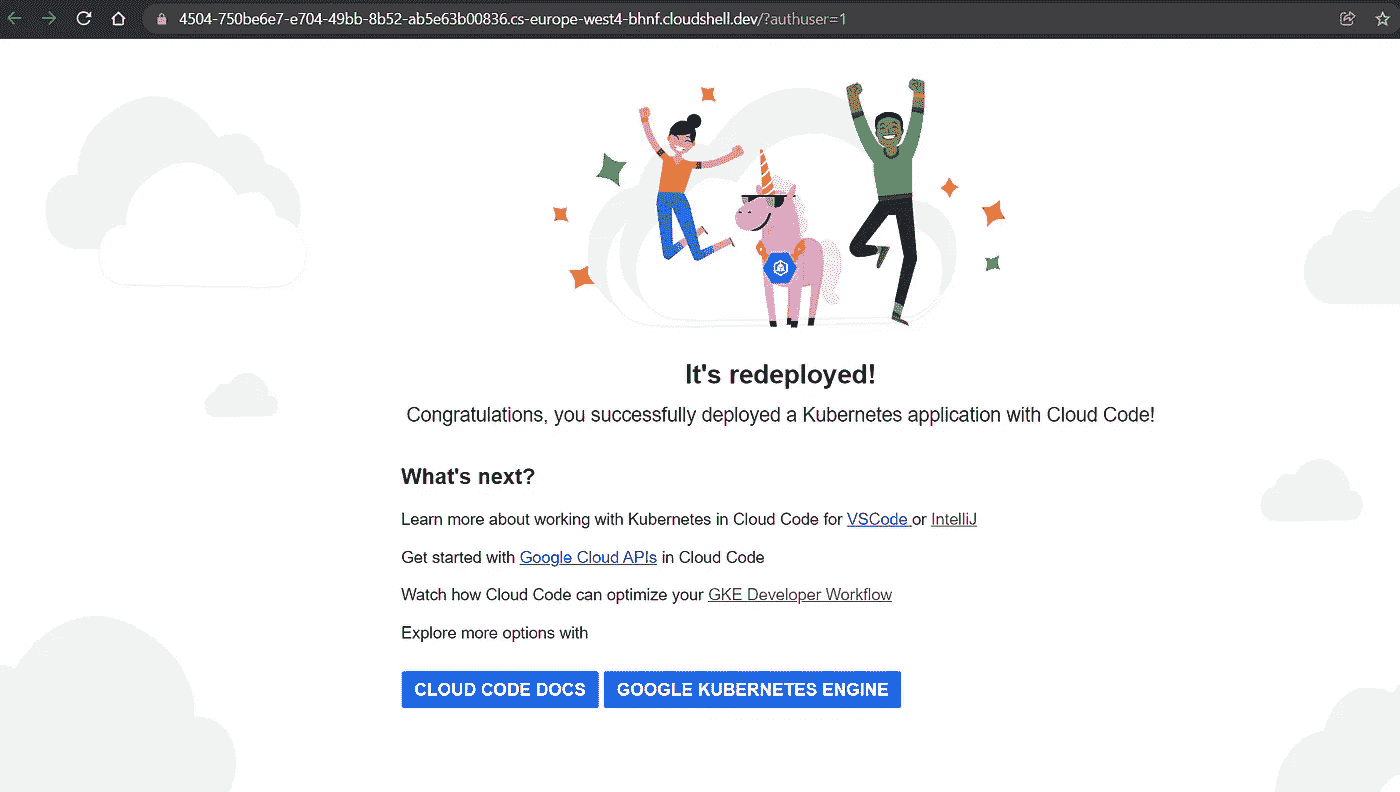 4504-750be6e7-e704-49bb-8b52-ab5e63b00836.cs-europe-west4-bhnf.cloudshell.dev/?authuser=1
It's redeployed!
Congratulations, you successfully deployed a Kubernetes application with Cloud Code!
What's next?
Learn more about working with Kubernetes in Cloud Code for VSCode or IntelliJ
Get started with Google Cloud APIs in Cloud Code
Watch how Cloud Code can optimize your GKE Developer Workflow
Explore more options with
CLOUD CODE DOCS GOOGLE KUBERNETES ENGINE